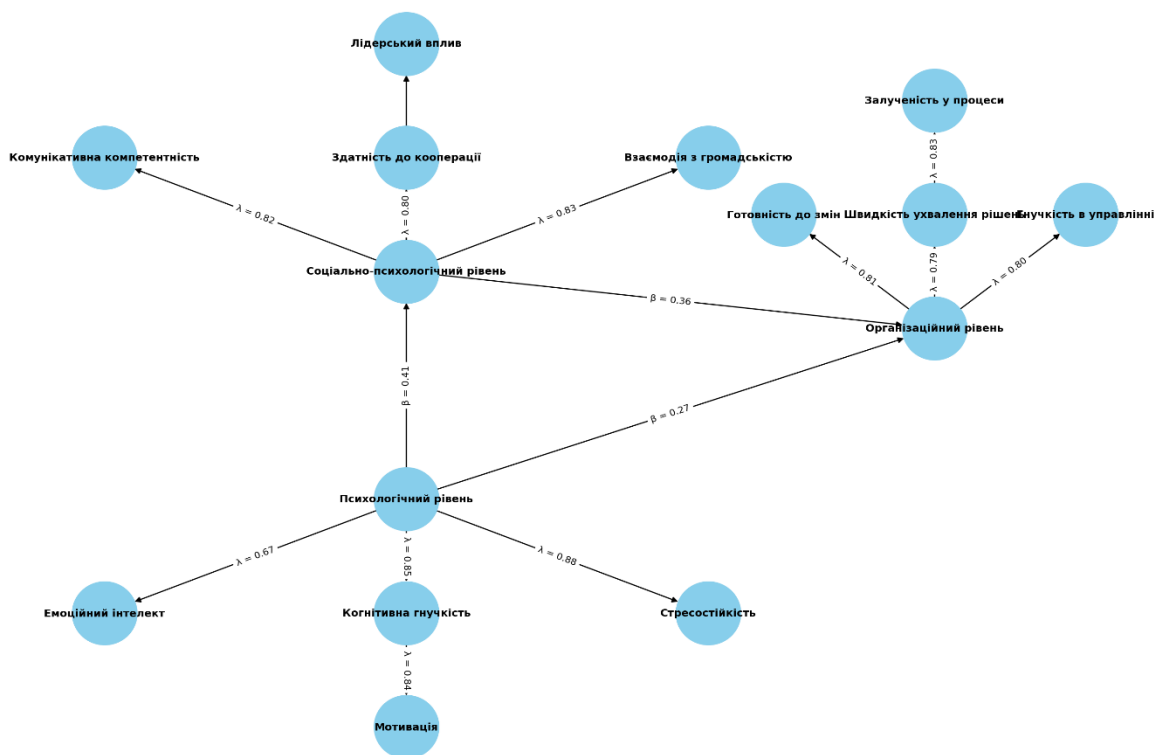 Лідерський вплив
Залученість у процеси
Комунікативна компетентність
Здатність до кооперації
Взаємодія з громадськістю
λ = 0.83
λ = 0.82
λ = 0.80
λ = 0.83
Готовність до змін
Швидкість ухвалення рішень
Гнучкість в управлінні
Соціально-психологічний рівень
λ = 0.81
λ = 0.79
λ = 0.80
β = 0.36
Організаційний рівень
β = 0.41
β = 0.27
Психологічний рівень
λ = 0.67
λ = 0.85
λ = 0.88
Емоційний інтелект
Когнітивна гнучкість
Стресостійкість
λ = 0.84
Мотивація